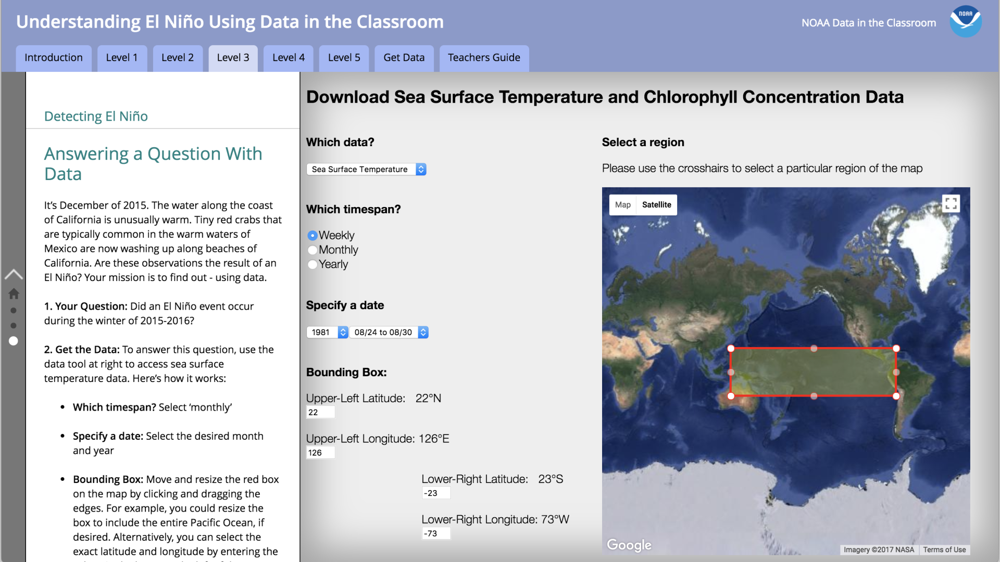 Understanding El Niño Using Data in the Classroom
NOAA Data in the Classroom
NOAA
Introduction
Level 1
Level 2
Level 3
Level 4
Level 5
Get Data
Teachers Guide
Detecting El Niño
Answering a Question With
Data
It's December of 2015. The water along the coast
of California is unusually warm. Tiny red crabs that
are typically common in the warm waters of
Mexico are now washing up along beaches of
California. Are these observations the result of an
El Niño? Your mission is to find out - using data.
1. Your Question: Did an El Niño event occur
during the winter of 2015-2016?
2. Get the Data: To answer this question, use the
data tool at right to access sea surface
temperature data. Here's how it works:
• Which timespan? Select 'monthly'
• Specify a date: Select the desired month
and year
• Bounding Box: Move and resize the red box
on the map by clicking and dragging the
edges. For example, you could resize the
box to include the entire Pacific Ocean, if
desired. Alternatively, you can select the
exact latitude and longitude by entering the
Download Sea Surface Temperature and Chlorophyll Concentration Data
Which data?
Sea Surface Temperature
Which timespan?
Weekly
Monthly
Yearly
Specify a date
1981
08/24 to 08/30
Bounding Box:
Upper-Left Latitude: 22°N
22
Upper-Left Longitude: 126°E
126
Lower-Right Latitude: 23°S
-23
Lower-Right Longitude: 73°W
-73
Select a region
Please use the crosshairs to select a particular region of the map
Map
Satellite
Google
Imagery ©2017 NASA
Terms of Use